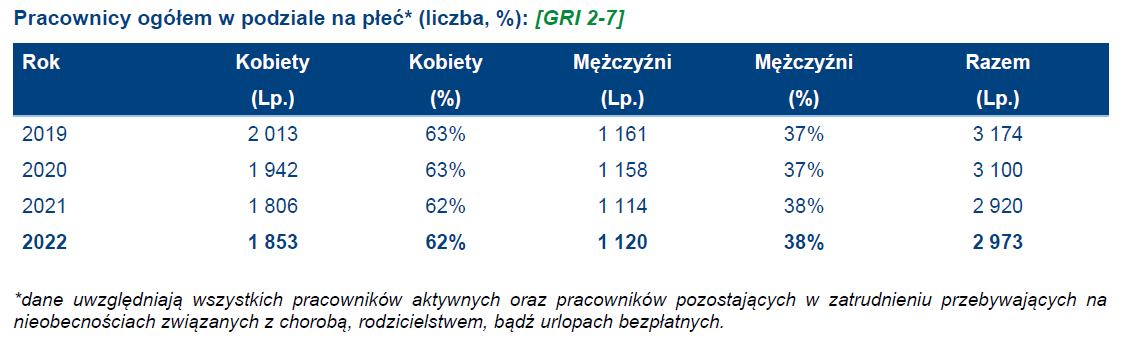 Pracownicy ogółem w podziale na płeć* (liczba, %): [GRI 2-7]
Rok Kobiety (Lp.) Kobiety (%) Mężczyźni (Lp.) Mężczyźni (%) Razem (Lp.)
2019 2 013 63% 1 161 37% 3 174
2020 1 942 63% 1 158 37% 3 100
2021 1 806 62% 1 114 38% 2 920
2022 1 853 62% 1 120 38% 2 973
*dane uwzględniają wszystkich pracowników aktywnych oraz pracowników pozostających w zatrudnieniu przebywających na
nieobecnościach związanych z chorobą, rodzicielstwem, bądź urlopach bezpłatnych.